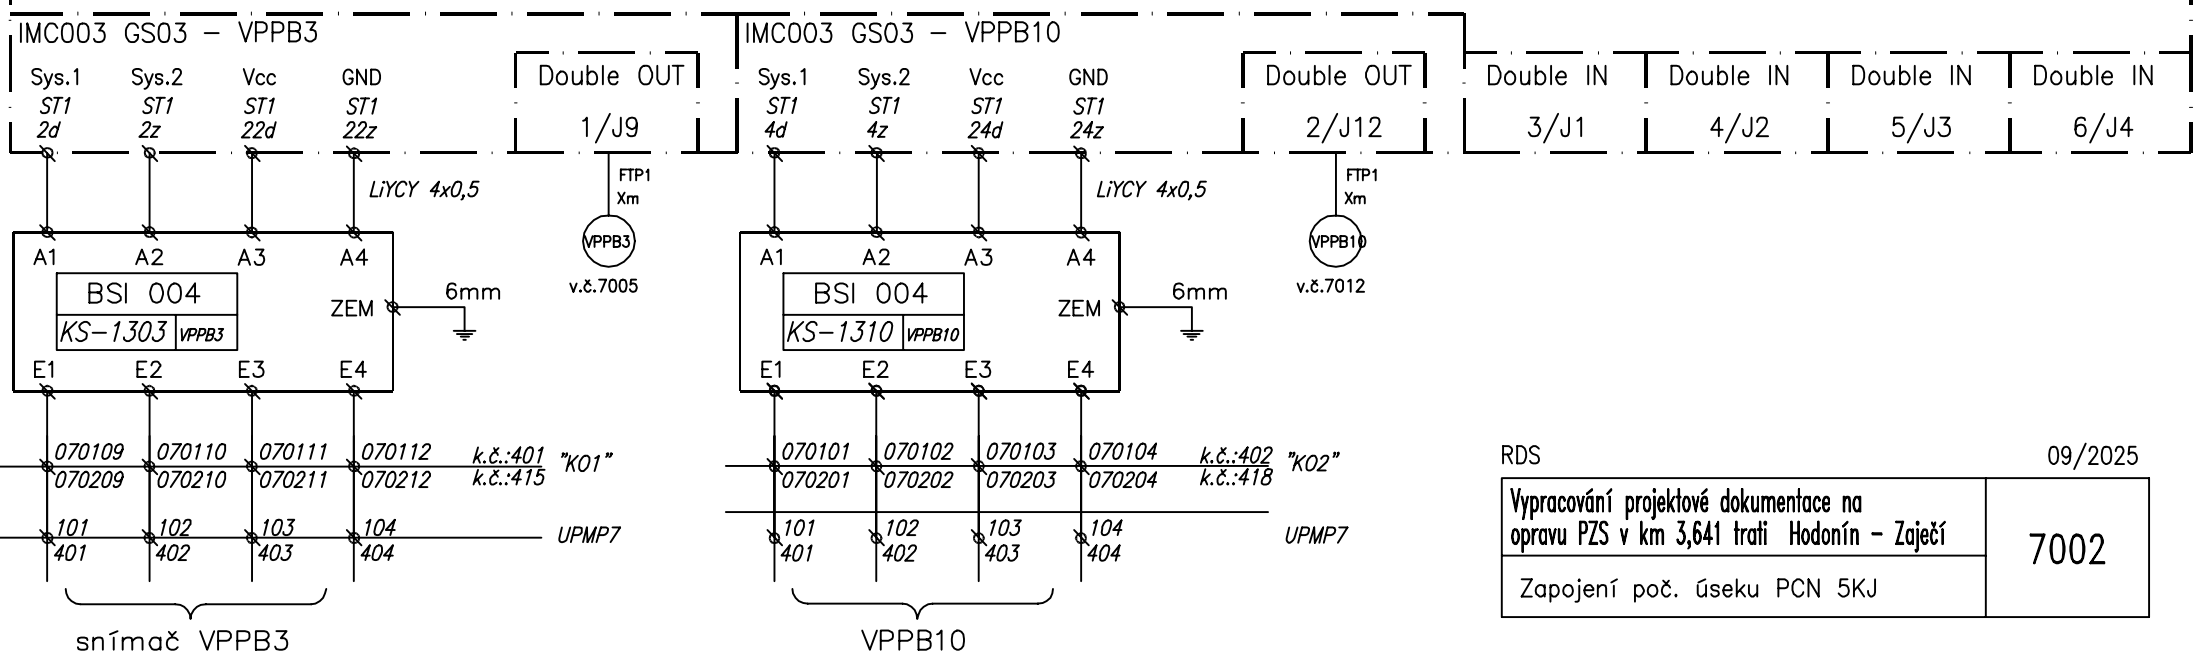 IMC003 GS03 – VPPB3
IMC003 GS03 – VPPB10
Sys.1 Sys.2 Vcc GND
ST1 ST1 ST1 ST1
2d 2z 22d 22z
Double OUT
1/J9
Sys.1 Sys.2 Vcc GND
ST1 ST1 ST1 ST1
4d 4z 24d 24z
Double OUT
2/J12
Double IN
3/J1
Double IN
4/J2
Double IN
5/J3
Double IN
6/J4
LiYCY 4x0,5
FTP1
Xm
VPPB3
v.č.7005
LiYCY 4x0,5
FTP1
Xm
VPPB10
v.č.7012
A1 A2 A3 A4
BSI 004
KS–1303 VPPB3
ZEM
6mm
E1 E2 E3 E4
A1 A2 A3 A4
BSI 004
KS–1310 VPPB10
ZEM
6mm
E1 E2 E3 E4
070109 070110 070111 070112 k.č.:401 "K01"
070209 070210 070211 070212 k.č.:415
101 102 103 104 UPMP7
401 402 403 404
snímač VPPB3
070101 070102 070103 070104 k.č.:402 "K02"
070201 070202 070203 070204 k.č.:418
101 102 103 104 UPMP7
401 402 403 404
VPPB10
RDS 09/2025
Vypracování projektové dokumentace na
opravu PZS v km 3,641 trati Hodonín – Zaječí
7002
Zapojení poč. úseku PCN 5KJ